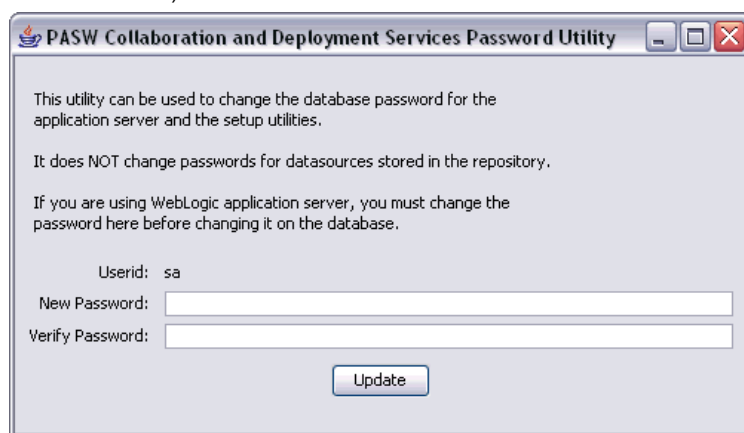 PASW Collaboration and Deployment Services Password Utility
This utility can be used to change the database password for the
application server and the setup utilities.
It does NOT change passwords for datasources stored in the repository.
If you are using WebLogic application server, you must change the
password here before changing it on the database.
Userid: sa
New Password:
Verify Password:
Update